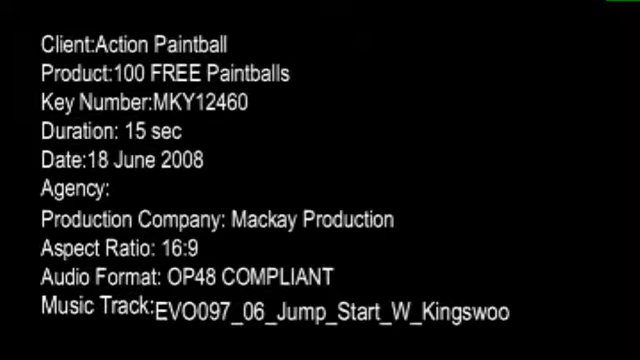 Client:Action Paintball
Product:100 FREE Paintballs
Key Number:MKY12460
Duration: 15 sec
Date:18 June 2008
Agency:
Production Company: Mackay Production
Aspect Ratio: 16:9
Audio Format: OP48 COMPLIANT
Music Track:EVO097_06_Jump_Start_W_Kingswoo